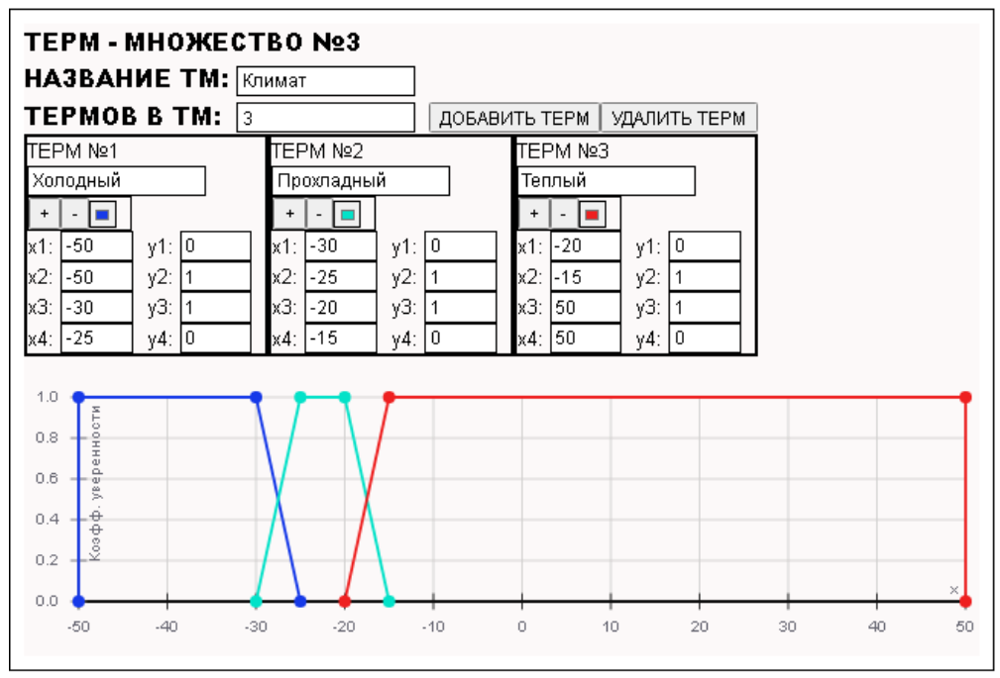 ТЕРМ - МНОЖЕСТВО №3
НАЗВАНИЕ ТМ: Климат
ТЕРМОВ В ТМ: 3 ДОБАВИТЬ ТЕРМ УДАЛИТЬ ТЕРМ
ТЕРМ №1 ТЕРМ №2 ТЕРМ №3
Холодный Прохладный Теплый
+ - + - + -
x1: -50 y1: 0 x1: -30 y1: 0 x1: -20 y1: 0
x2: -50 y2: 1 x2: -25 y2: 1 x2: -15 y2: 1
x3: -30 y3: 1 x3: -20 y3: 1 x3: 50 y3: 1
x4: -25 y4: 0 x4: -15 y4: 0 x4: 50 y4: 0
1.0
0.8
0.6
0.4
0.2
0.0
Коэфф. уверенности
x
-50 -40 -30 -20 -10 0 10 20 30 40 50